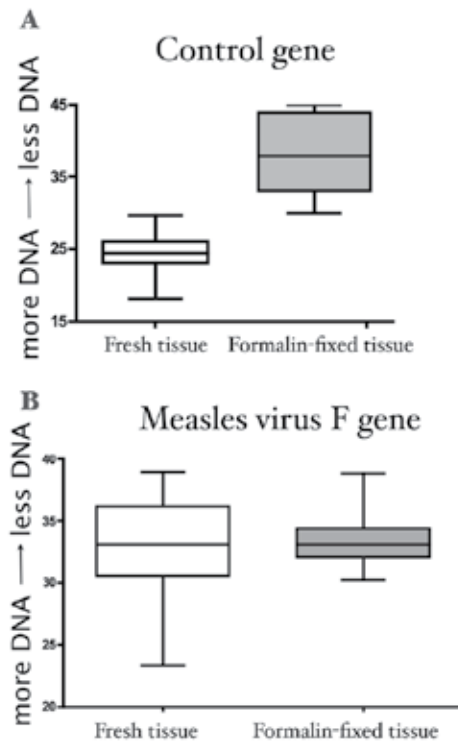 A
Control gene
more DNA → less DNA
45
35
25
15
Fresh tissue
Formalin-fixed tissue
B
Measles virus F gene
more DNA → less DNA
40
35
30
25
20
Fresh tissue
Formalin-fixed tissue